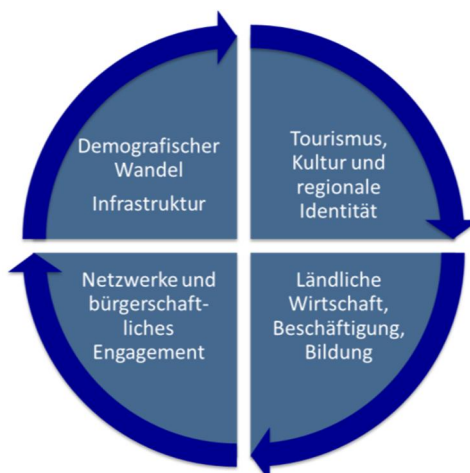 Demografischer
Wandel
Infrastruktur
Tourismus,
Kultur und
regionale
Identität
Netzwerke und
bürgerschaft-
liches
Engagement
Ländliche
Wirtschaft,
Beschäftigung,
Bildung